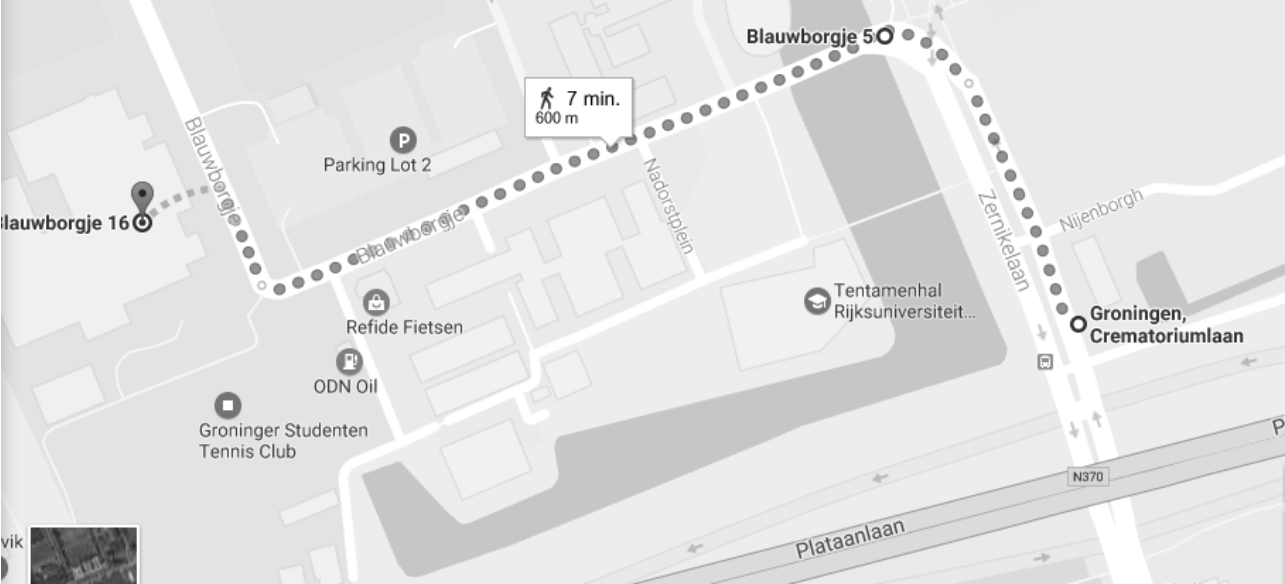 Blauwborgje 5
7 min.
600 m
P
Parking Lot 2
Blauwborgje
Blauwborgje 16
Blauwborgje
Nadorstplein
Zernikelaan
Nijenborgh
Tentamenhal
Rijksuniversiteit...
Groningen,
Crematoriumlaan
Refide Fietsen
ODN Oil
Groninger Studenten
Tennis Club
N370
Plataanlaan
P
vik